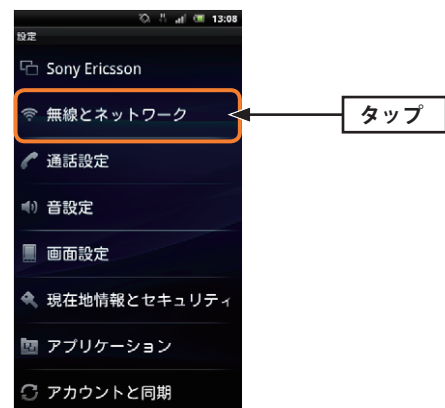 13:08
設定
Sony Ericsson
無線とネットワーク
タップ
通話設定
音設定
画面設定
現在地情報とセキュリティ
アプリケーション
アカウントと同期